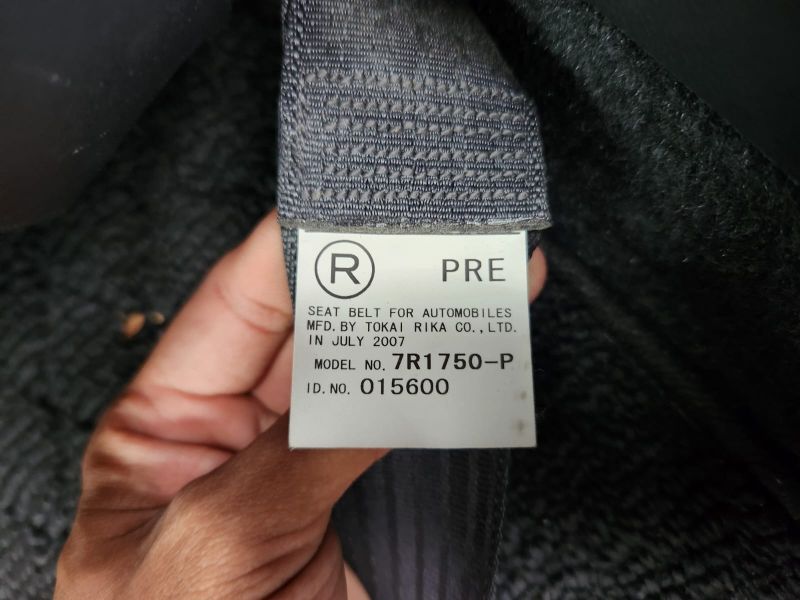 R PRE
SEAT BELT FOR AUTOMOBILES
MFD. BY TOKAI RIKA CO., LTD.
IN JULY 2007
MODEL NO. 7R1750-P
ID. NO. 015600